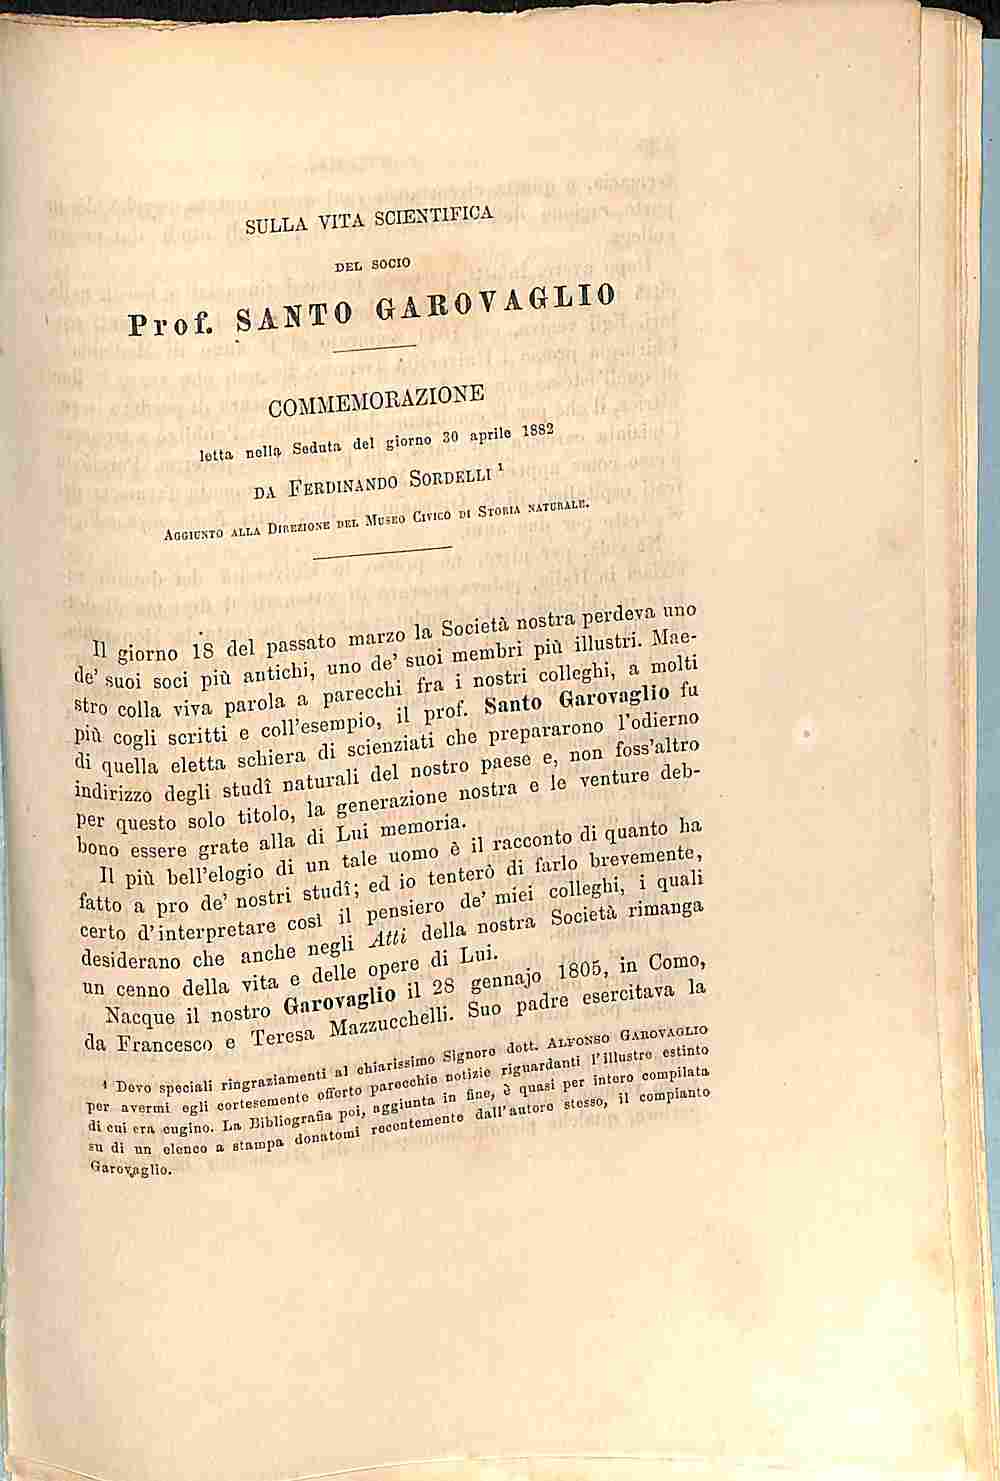 SULLA VITA SCIENTIFICA
DEL SOCIO
Prof. SANTO GAROVAGLIO
COMMEMORAZIONE
letta nella Seduta del giorno 30 aprile 1882
DA FERDINANDO SORDELLI ¹
AGGIUNTO ALLA DIREZIONE DEL MUSEO CIVICO DI STORIA NATURALE.
Il giorno 18 del passato marzo la Società nostra perdeva uno
de' suoi soci più antichi, uno de' suoi membri più illustri. Mae-
stro colla viva parola a parecchi fra i nostri colleghi, a molti
più cogli scritti e coll'esempio, il prof. Santo Garovaglio fu
di quella eletta schiera di scienziati che prepararono l'odierno
indirizzo degli studî naturali del nostro paese e, non foss'altro
per questo solo titolo, la generazione nostra e le venture deb-
bono essere grate alla di Lui memoria.
Il più bell'elogio di un tale uomo è il racconto di quanto ha
fatto a pro de' nostri studî; ed io tenterò di farlo brevemente,
certo d'interpretare così il pensiero de' miei colleghi, i quali
desiderano che anche negli Atti della nostra Società rimanga
un cenno della vita e delle opere di Lui.
Nacque il nostro Garovaglio il 28 gennajo 1805, in Como,
da Francesco e Teresa Mazzucchelli. Suo padre esercitava la
¹ Devo speciali ringraziamenti al chiarissimo Signore dott. ALFONSO GAROVAGLIO
per avermi egli cortesemente offerto parecchie notizie riguardanti l'illustre estinto
di cui era cugino. La Bibliografia poi, aggiunta in fine, è quasi per intero compilata
su di un elenco a stampa donatomi recentemente dall'autore stesso, il compianto
Garovaglio.